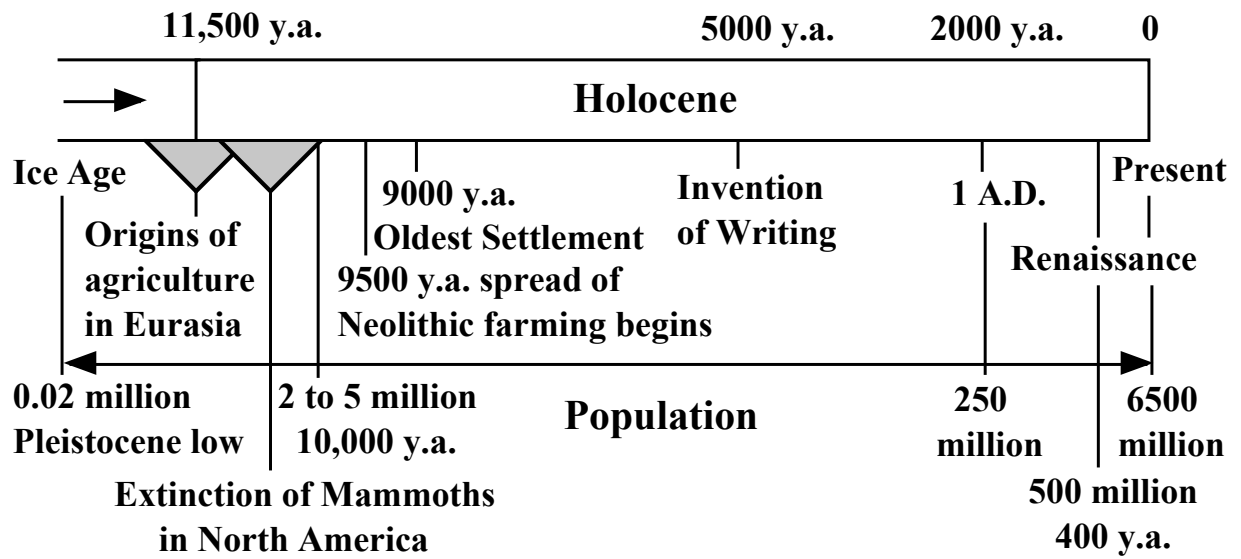 11,500 y.a.
5000 y.a.
2000 y.a.
0
Holocene
Ice Age
Origins of
agriculture
in Eurasia
9000 y.a.
Oldest Settlement
9500 y.a. spread of
Neolithic farming begins
Invention
of Writing
1 A.D.
Present
Renaissance
0.02 million
Pleistocene low
2 to 5 million
10,000 y.a.
Population
250
million
6500
million
Extinction of Mammoths
in North America
500 million
400 y.a.